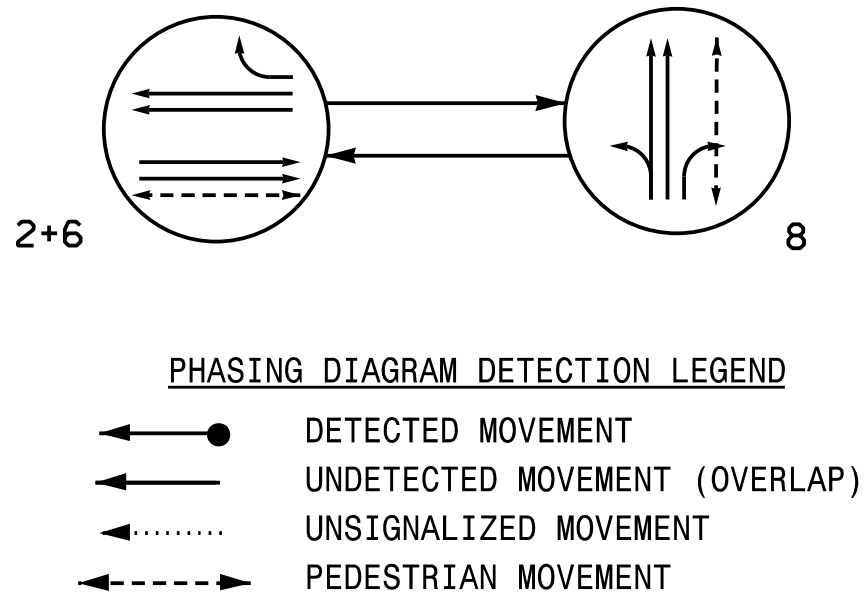 2+6
8
PHASING DIAGRAM DETECTION LEGEND
DETECTED MOVEMENT
UNDETECTED MOVEMENT (OVERLAP)
UNSIGNALIZED MOVEMENT
PEDESTRIAN MOVEMENT